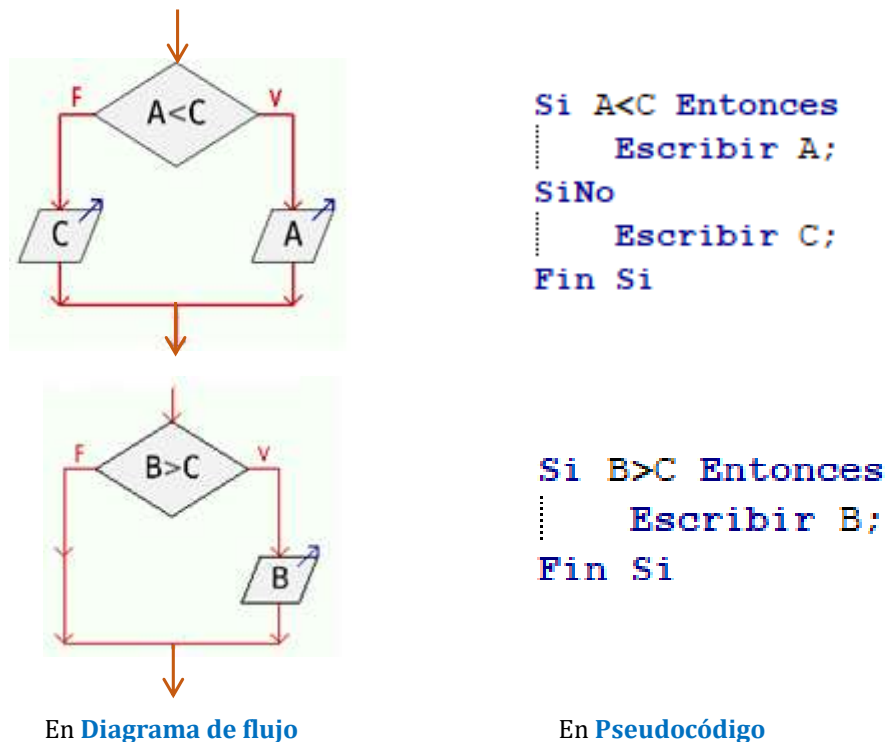 A<C
F
V
C
A
Si A<C Entonces
Escribir A;
SiNo
Escribir C;
Fin Si
B>C
F
V
B
Si B>C Entonces
Escribir B;
Fin Si
En Diagrama de flujo
En Pseudocódigo